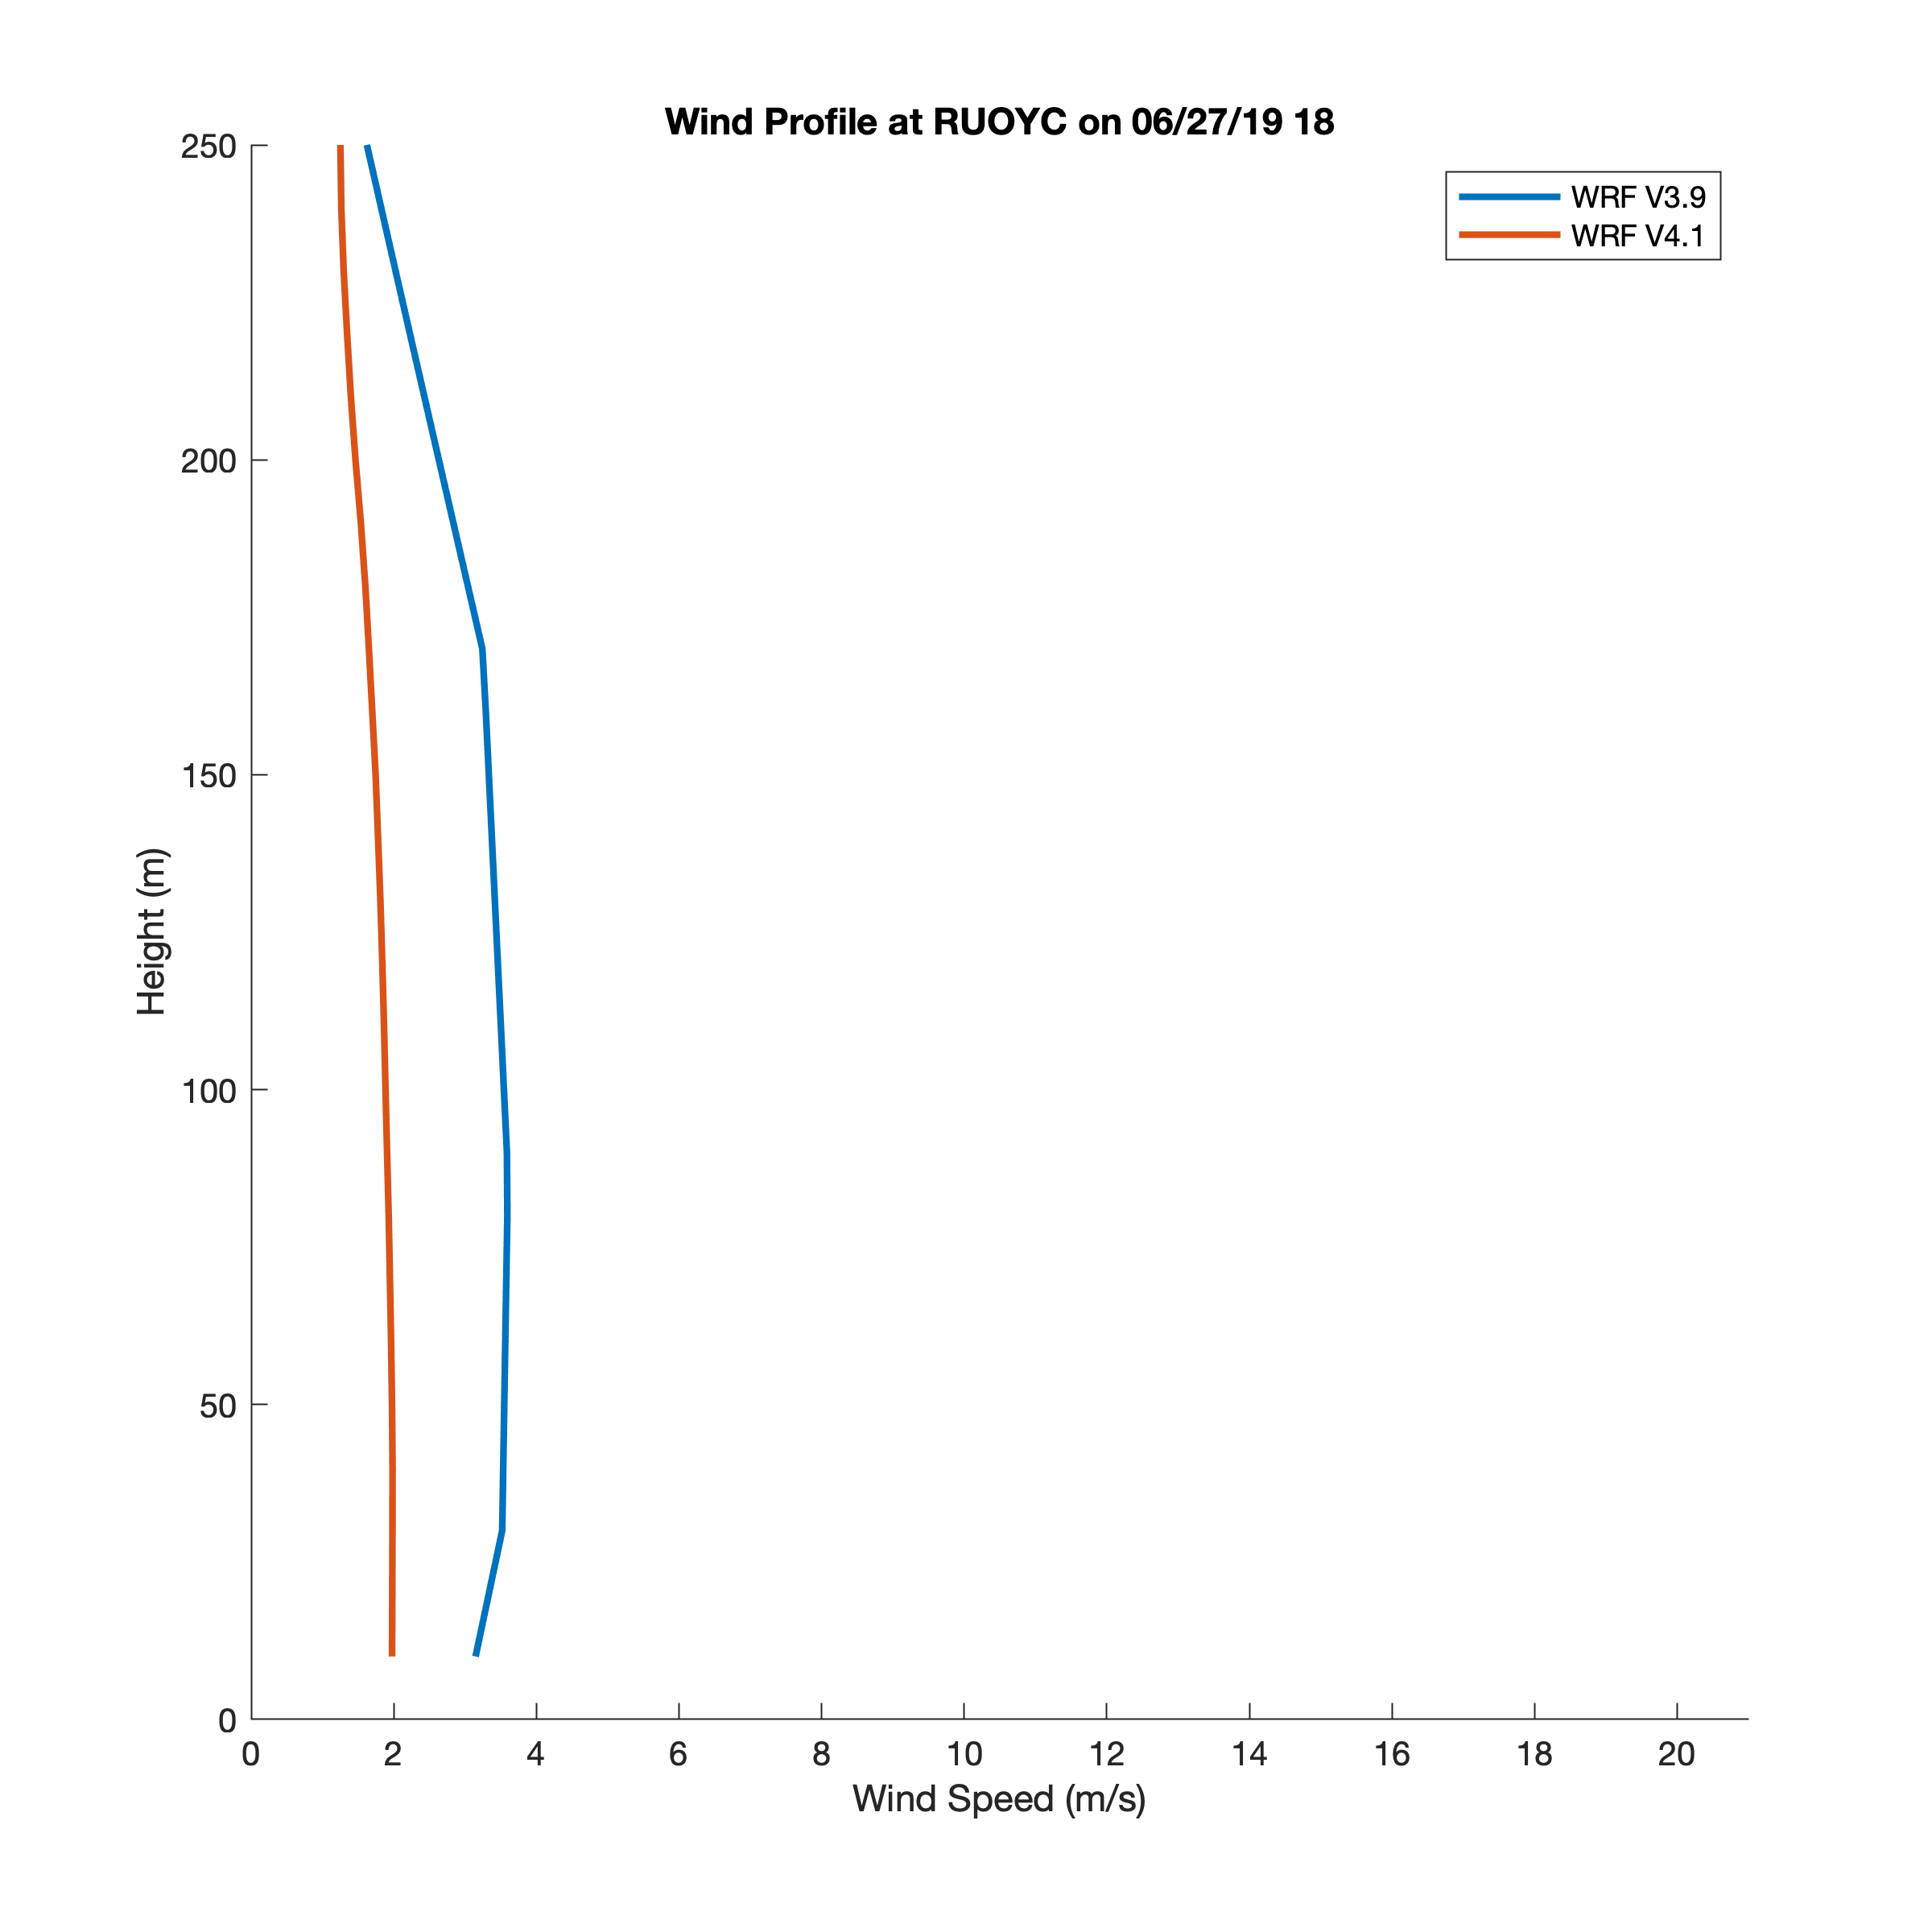 Wind Profile at RUOYC on 06/27/19 18
WRF V3.9
WRF V4.1
250
200
150
100
50
0
Height (m)
0 2 4 6 8 10 12 14 16 18 20
Wind Speed (m/s)